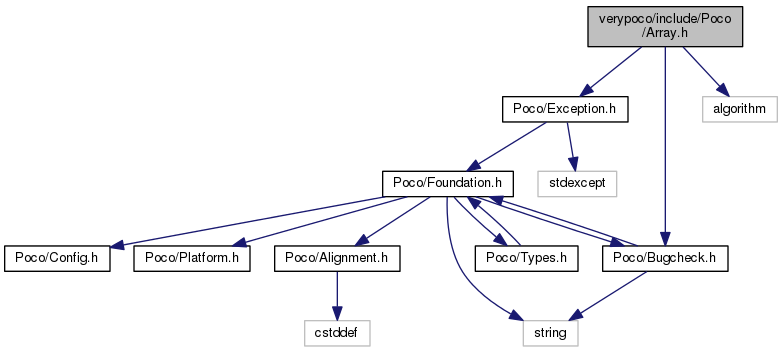 verypoco/include/Poco
/Array.h
Poco/Exception.h
algorithm
Poco/Foundation.h
stdexcept
Poco/Config.h
Poco/Platform.h
Poco/Alignment.h
Poco/Types.h
Poco/Bugcheck.h
cstddef
string